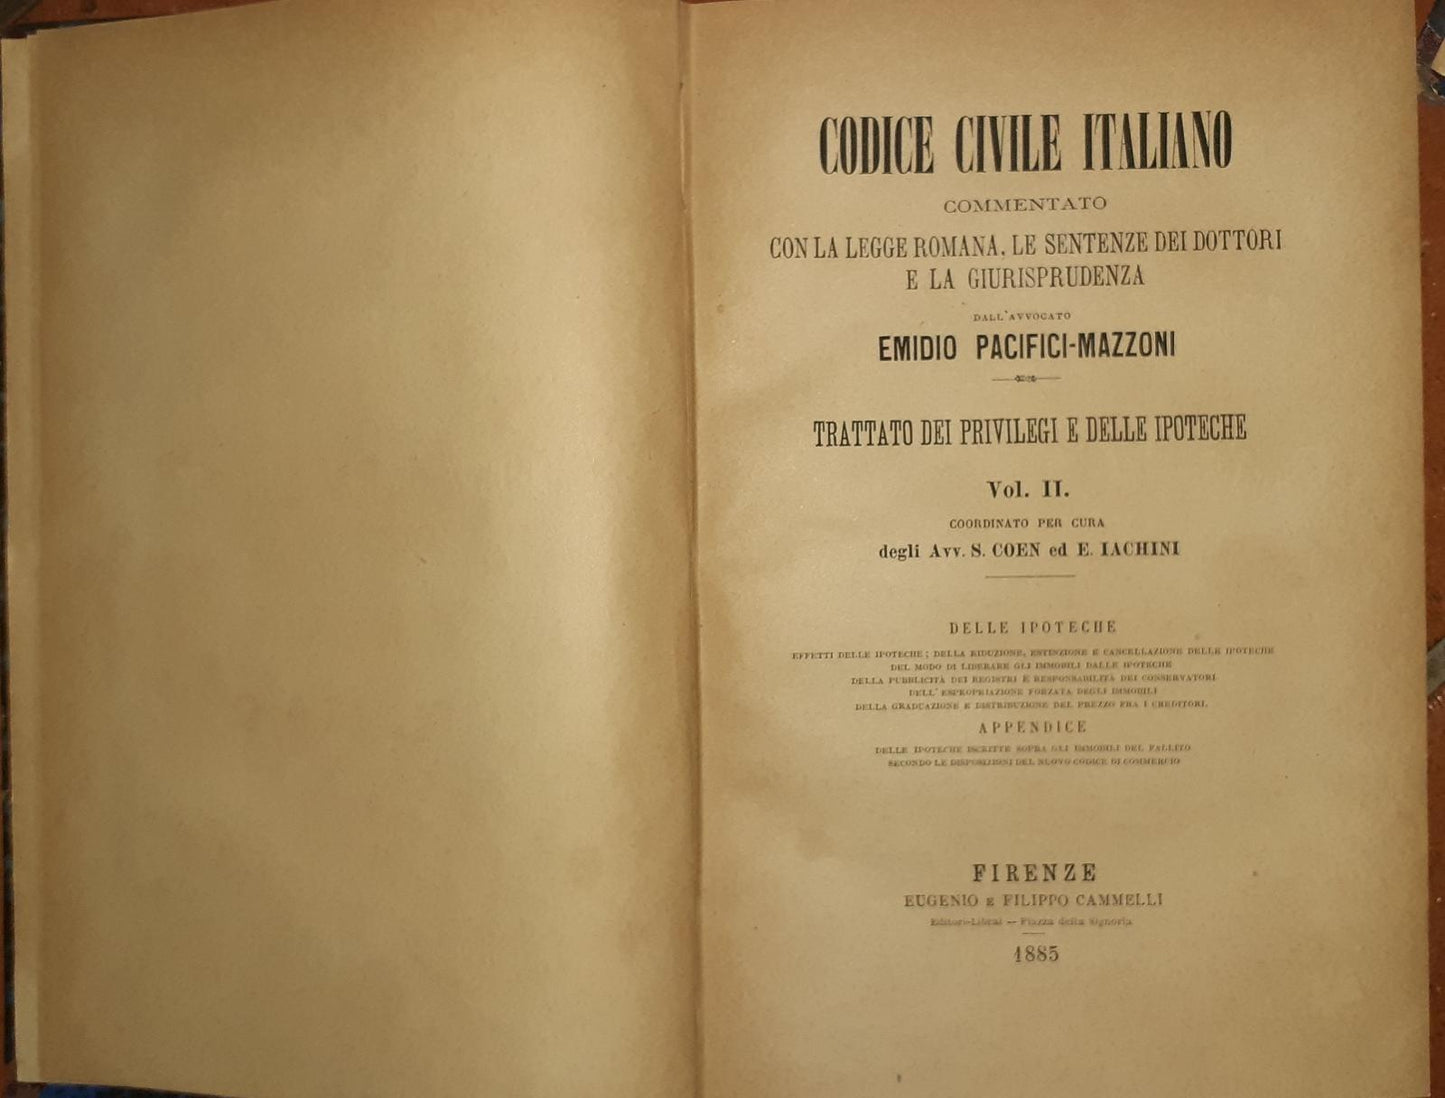 CODICE CIVILE ITALIANO
COMMENTATO
CON LA LEGGE ROMANA, LE SENTENZE DEI DOTTORI
E LA GIURISPRUDENZA
DALL'AVVOCATO
EMIDIO PACIFICI-MAZZONI
TRATTATO DEI PRIVILEGI E DELLE IPOTECHE
Vol. II.
COORDINATO PER CURA
degli Avv. S. COEN ed E. IACHINI
DELLE IPOTECHE
EFFETTI DELLE IPOTECHE; DELLA RIDUZIONE, ESTENZIONE E CANCELLAZIONE DELLE IPOTECHE
DEL MODO DI LIBERARE GLI IMMOBILI DALLE IPOTECHE
DELLA PUBBLICITÀ DEI REGISTRI E RESPONSABILITÀ DEI CONSERVATORI
DELL'ESPROPRIAZIONE FORZATA DEGLI IMMOBILI
DELLA GRADUAZIONE E DISTRIBUZIONE DEL PREZZO FRA I CREDITORI.
APPENDICE
DELLE IPOTECHE ISCRITTE SOPRA GLI IMMOBILI DEL FALLITO
SECONDO LE DISPOSIZIONI DEL NUOVO CODICE DI COMMERCIO
FIRENZE
EUGENIO E FILIPPO CAMMELLI
Editori-Librai — Piazza della Signoria
1885